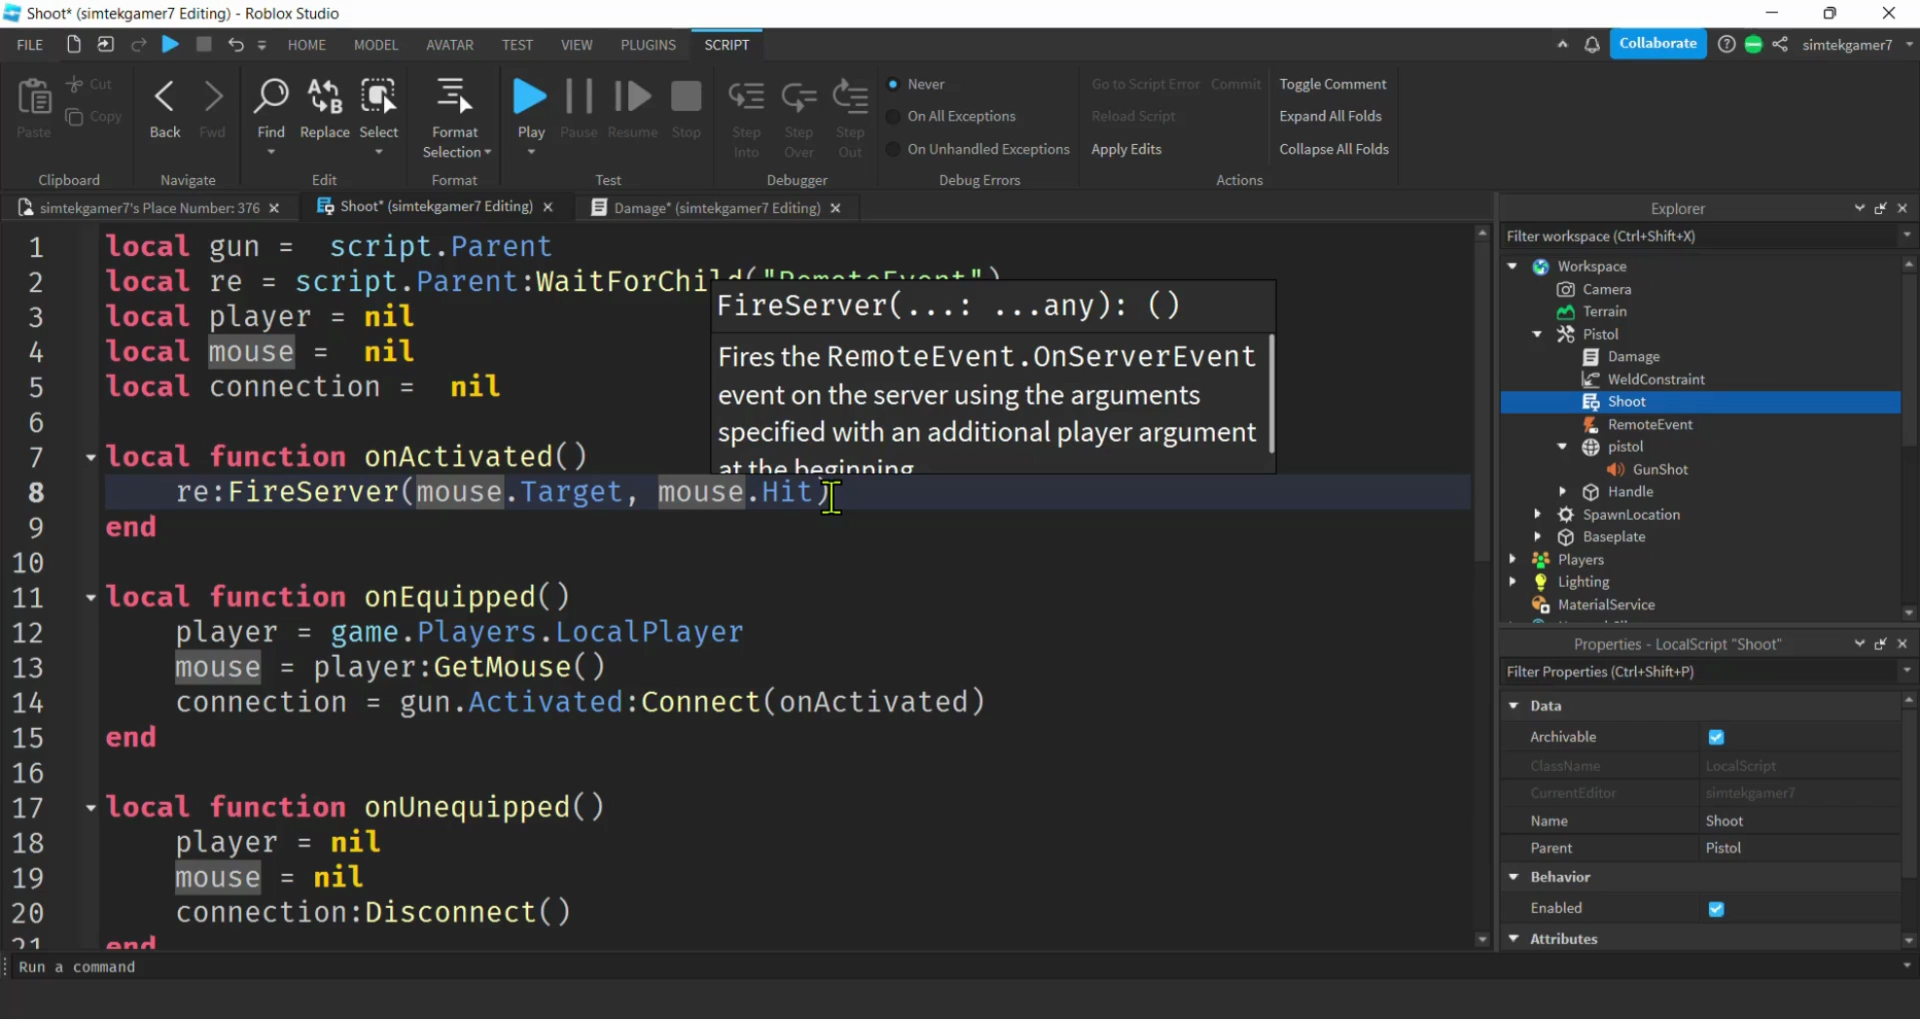 Shoot* (simtekgamer7 Editing) - Roblox Studio
FILE HOME MODEL AVATAR TEST VIEW PLUGINS SCRIPT Collaborate simtekgamer7
Paste Cut Copy Back Fwd Find Replace Select Format Selection Play Pause Resume Stop Step Into Step Over Step Out
Never
On All Exceptions
On Unhandled Exceptions
Go to Script Error Commit
Reload Script
Apply Edits
Toggle Comment
Expand All Folds
Collapse All Folds
Clipboard Navigate Edit Format Test Debugger Debug Errors Actions
simtekgamer7's Place Number: 376 Shoot* (simtekgamer7 Editing) Damage* (simtekgamer7 Editing)
1 local gun =  script.Parent
2 local re = script.Parent:WaitForChild("RemoteEvent")
3 local player = nil
4 local mouse =  nil
5 local connection =  nil
6
7 local function onActivated()
8 re:FireServer(mouse.Target, mouse.Hit)
9 end
10
11 local function onEquipped()
12 player = game.Players.LocalPlayer
13 mouse = player:GetMouse()
14 connection = gun.Activated:Connect(onActivated)
15 end
16
17 local function onUnequipped()
18 player = nil
19 mouse = nil
20 connection:Disconnect()
21 end
FireServer(...: ...any): ()
Fires the RemoteEvent.OnServerEvent
event on the server using the arguments
specified with an additional player argument
at the beginning
Run a command
Explorer
Filter workspace (Ctrl+Shift+X)
Workspace
Camera
Terrain
Pistol
Damage
WeldConstraint
Shoot
RemoteEvent
pistol
GunShot
Handle
SpawnLocation
Baseplate
Players
Lighting
MaterialService
Properties - LocalScript "Shoot"
Filter Properties (Ctrl+Shift+P)
Data
Archivable
ClassName LocalScript
CurrentEditor simtekgamer7
Name Shoot
Parent Pistol
Behavior
Enabled
Attributes